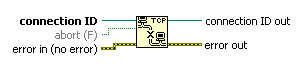 TCP
connection ID
connection ID out
abort (F)
error in (no error)
error out